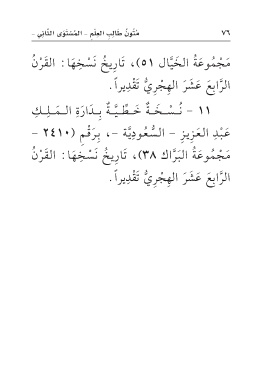 ٧٦ مُتُونُ طَالِبِ العِلْمِ - المُسْتَوَى الثَّانِي -
مَجْمُوعَةُ الخَيَّال ٥١)، تَارِيخُ نَسْخِهَا: القَرْنُ
الرَّابِعَ عَشَرَ الهِجْرِيُّ تَقْدِيراً.
١١ - نُسْخَةٌ خَطِّيَّةٌ بِدَارَةِ المَلِكِ
عَبْدِ العَزِيزِ - السُّعُودِيَّة -، بِرَقْمِ (٢٤١٠ -
مَجْمُوعَةُ البَرَّاك ٣٨)، تَارِيخُ نَسْخِهَا: القَرْنُ
الرَّابِعَ عَشَرَ الهِجْرِيُّ تَقْدِيراً.